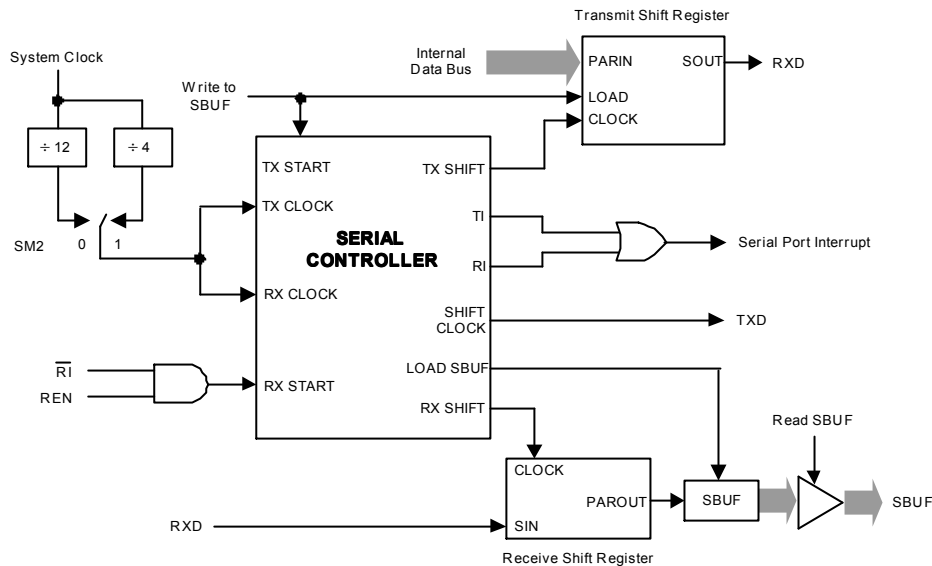 Transmit Shift Register
System Clock
Internal
Data Bus
PARIN
SOUT
RXD
Write to
SBUF
LOAD
CLOCK
÷ 12
÷ 4
TX START
TX SHIFT
TX CLOCK
TI
SM2
0
1
SERIAL
CONTROLLER
Serial Port Interrupt
RI
RX CLOCK
SHIFT
CLOCK
TXD
R̅I̅
REN
RX START
LOAD SBUF
RX SHIFT
Read SBUF
CLOCK
PAROUT
SBUF
SBUF
RXD
SIN
Receive Shift Register